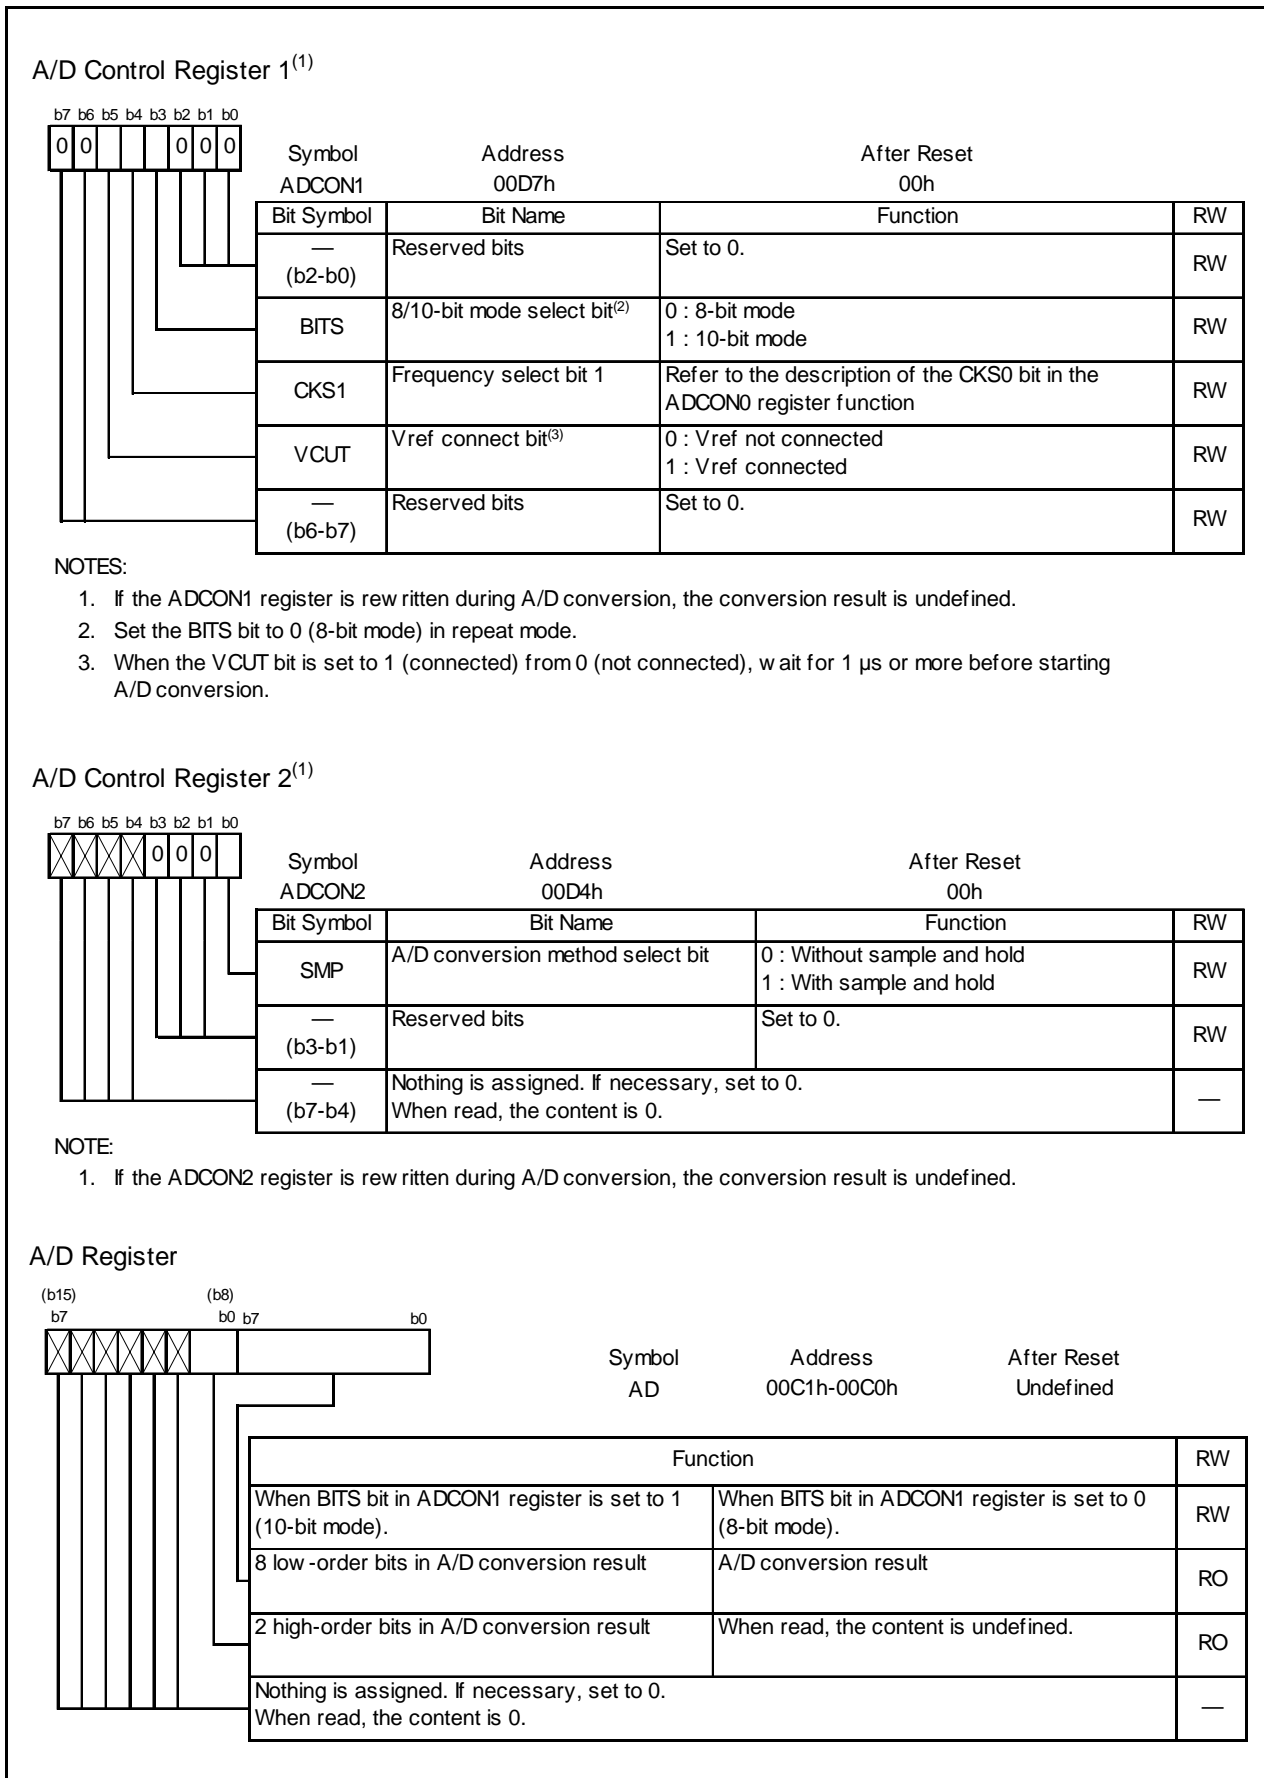 A/D Control Register 1(1)
b7 b6 b5 b4 b3 b2 b1 b0
0 0 0 0 0
Symbol Address After Reset
ADCON1 00D7h 00h
Bit Symbol Bit Name Function RW
— (b2-b0) Reserved bits Set to 0. RW
BITS 8/10-bit mode select bit(2) 0 : 8-bit mode
1 : 10-bit mode RW
CKS1 Frequency select bit 1 Refer to the description of the CKS0 bit in the
ADCON0 register function RW
VCUT Vref connect bit(3) 0 : Vref not connected
1 : Vref connected RW
— (b6-b7) Reserved bits Set to 0. RW
NOTES:
1. If the ADCON1 register is rewritten during A/D conversion, the conversion result is undefined.
2. Set the BITS bit to 0 (8-bit mode) in repeat mode.
3. When the VCUT bit is set to 1 (connected) from 0 (not connected), wait for 1 µs or more before starting
A/D conversion.
A/D Control Register 2(1)
b7 b6 b5 b4 b3 b2 b1 b0
0 0 0
Symbol Address After Reset
ADCON2 00D4h 00h
Bit Symbol Bit Name Function RW
SMP A/D conversion method select bit 0 : Without sample and hold
1 : With sample and hold RW
— (b3-b1) Reserved bits Set to 0. RW
— (b7-b4) Nothing is assigned. If necessary, set to 0.
When read, the content is 0. —
NOTE:
1. If the ADCON2 register is rewritten during A/D conversion, the conversion result is undefined.
A/D Register
(b15) (b8)
b7 b0 b7 b0
Symbol Address After Reset
AD 00C1h-00C0h Undefined
Function RW
When BITS bit in ADCON1 register is set to 1
(10-bit mode). When BITS bit in ADCON1 register is set to 0
(8-bit mode). RW
8 low-order bits in A/D conversion result A/D conversion result RO
2 high-order bits in A/D conversion result When read, the content is undefined. RO
Nothing is assigned. If necessary, set to 0.
When read, the content is 0. —